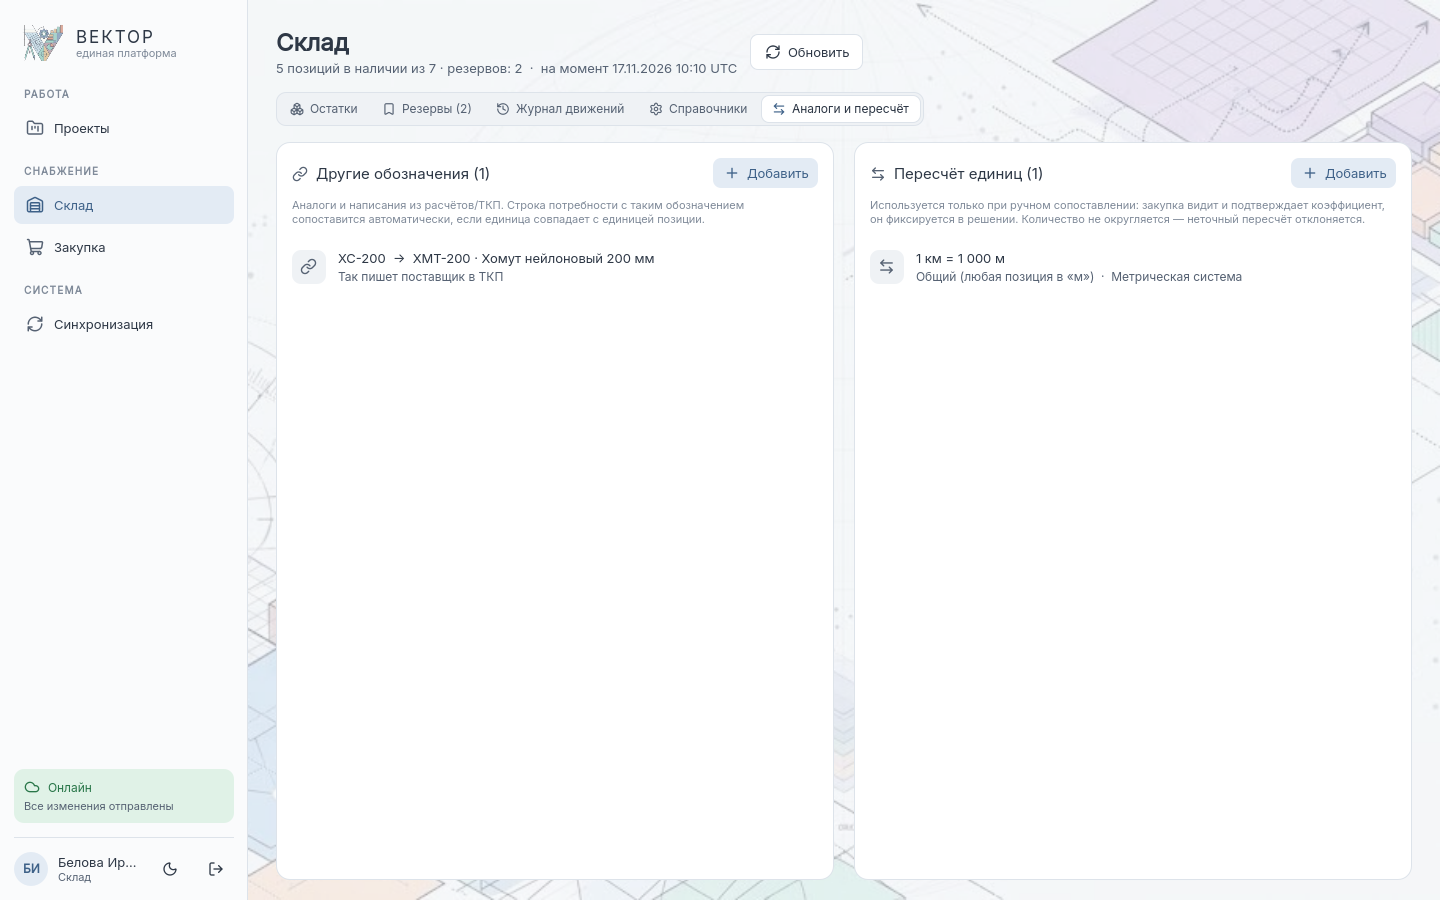 ВЕКТОР
единая платформа
РАБОТА
Проекты
СНАБЖЕНИЕ
Склад
Закупка
СИСТЕМА
Синхронизация
Онлайн
Все изменения отправлены
БИ
Белова Ир...
Склад
Склад
5 позиций в наличии из 7 · резервов: 2 · на момент 17.11.2026 10:10 UTC
Обновить
Остатки
Резервы (2)
Журнал движений
Справочники
Аналоги и пересчёт
Другие обозначения (1)
Добавить
Аналоги и написания из расчётов/ТКП. Строка потребности с таким обозначением
сопоставится автоматически, если единица совпадает с единицей позиции.
ХС-200 → ХМТ-200 · Хомут нейлоновый 200 мм
Так пишет поставщик в ТКП
Пересчёт единиц (1)
Добавить
Используется только при ручном сопоставлении: закупка видит и подтверждает коэффициент,
он фиксируется в решении. Количество не округляется — неточный пересчёт отклоняется.
1 км = 1 000 м
Общий (любая позиция в «м») · Метрическая система